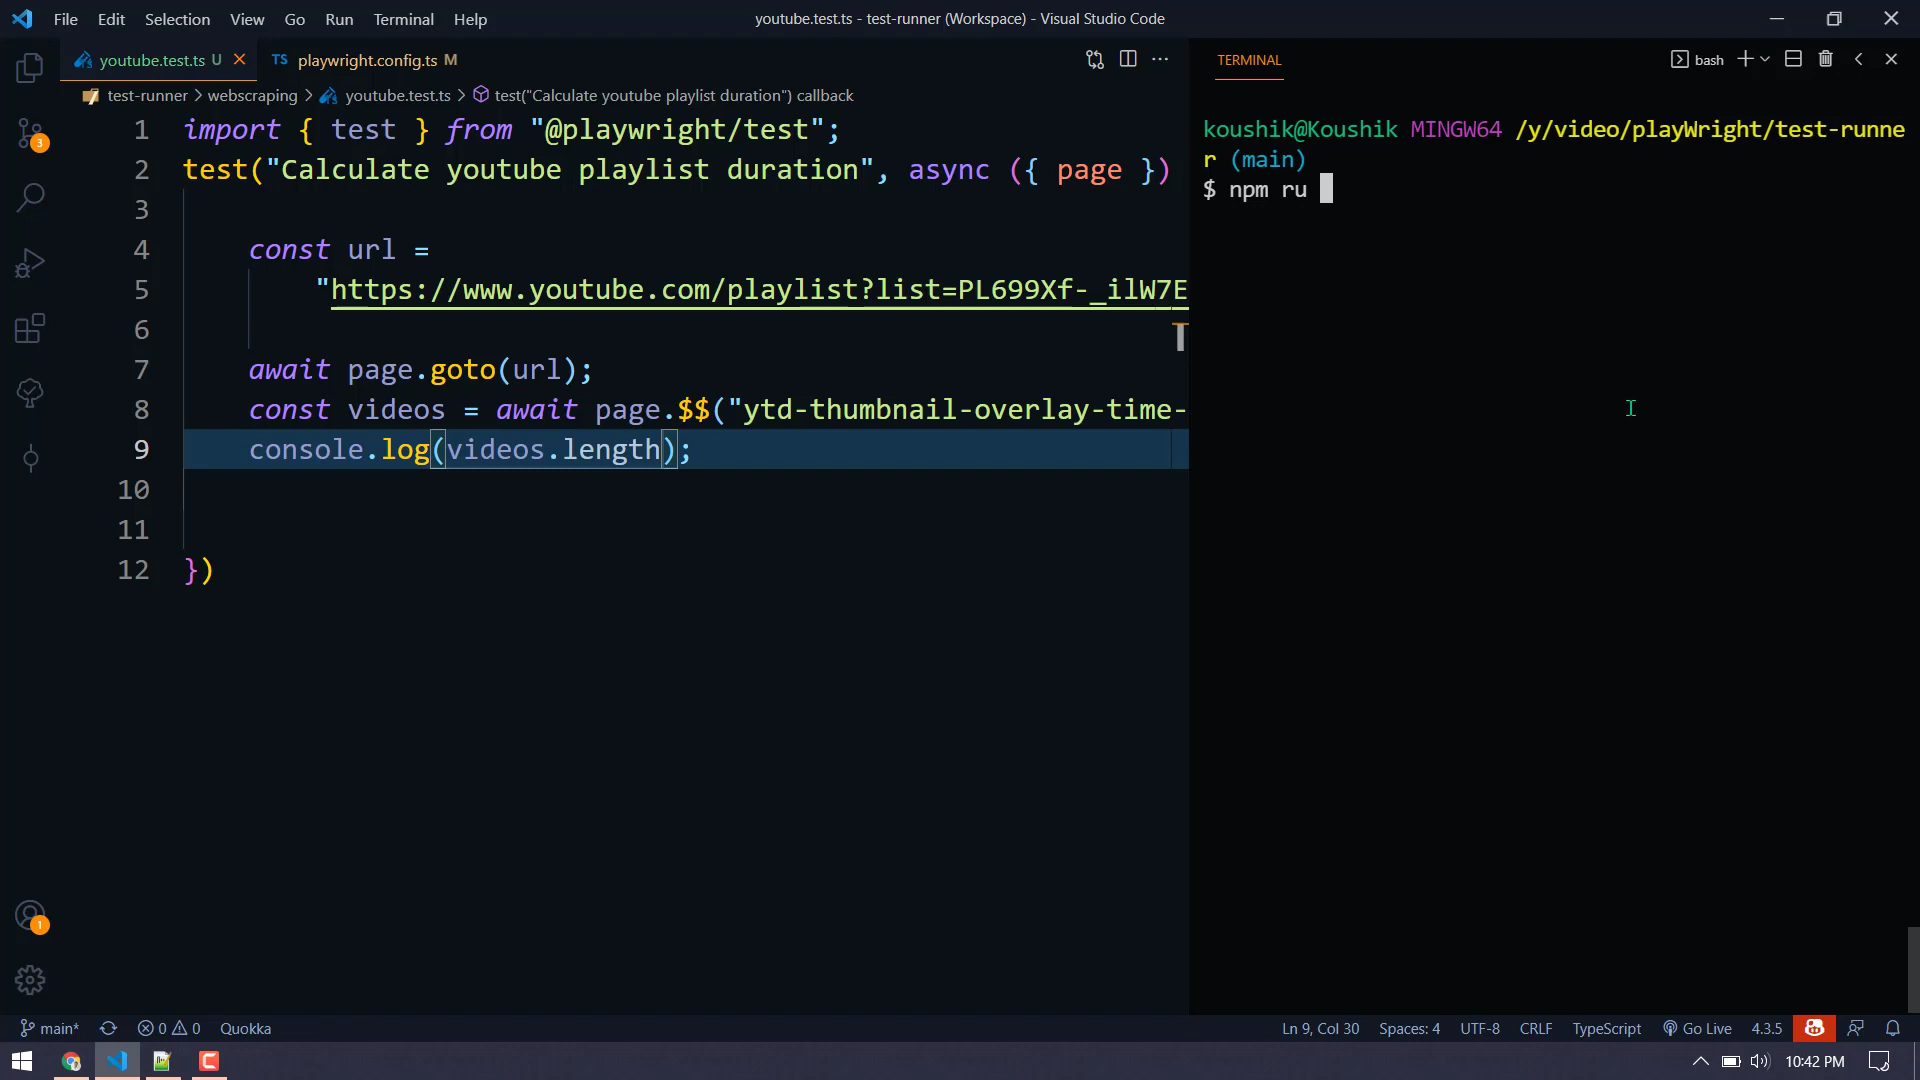 File Edit Selection View Go Run Terminal Help
youtube.test.ts - test-runner (Workspace) - Visual Studio Code
youtube.test.ts U
TS playwright.config.ts M
test-runner > webscraping > youtube.test.ts > test("Calculate youtube playlist duration") callback
1 import { test } from "@playwright/test";
2 test("Calculate youtube playlist duration", async ({ page })
3
4 const url =
5 "https://www.youtube.com/playlist?list=PL699Xf-_ilW7E
6
7 await page.goto(url);
8 const videos = await page.$$("ytd-thumbnail-overlay-time-
9 console.log(videos.length);
10
11
12 })
TERMINAL
bash
koushik@Koushik MINGW64 /y/video/playWright/test-runne
r (main)
$ npm ru
3
1
main* 0 0 Quokka
Ln 9, Col 30 Spaces: 4 UTF-8 CRLF TypeScript Go Live 4.3.5
10:42 PM